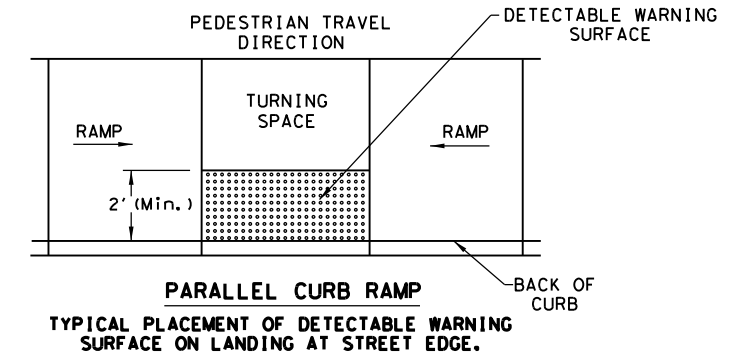 PEDESTRIAN TRAVEL
DIRECTION
DETECTABLE WARNING
SURFACE
TURNING
SPACE
RAMP
RAMP
2' (Min.)
BACK OF
CURB
PARALLEL CURB RAMP
TYPICAL PLACEMENT OF DETECTABLE WARNING
SURFACE ON LANDING AT STREET EDGE.